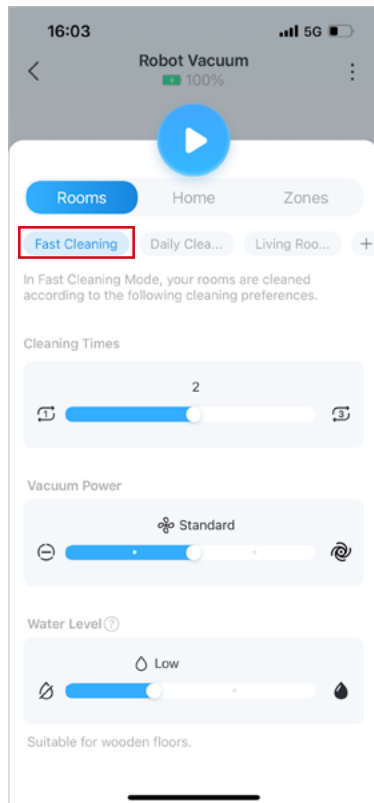 16:03 5G
Robot Vacuum
100%
Rooms Home Zones
Fast Cleaning Daily Clea... Living Roo... +
In Fast Cleaning Mode, your rooms are cleaned
according to the following cleaning preferences.
Cleaning Times
2
1 3
Vacuum Power
Standard
Water Level ?
Low
Suitable for wooden floors.